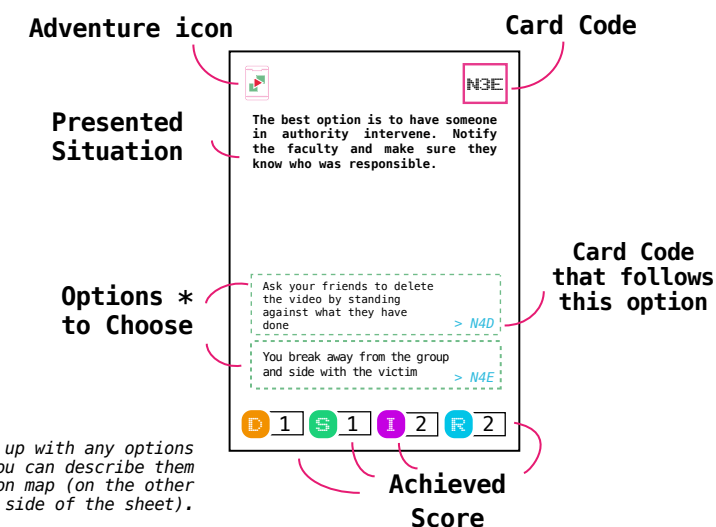 Adventure icon
Card Code
N3E
The best option is to have someone
in authority intervene. Notify
the faculty and make sure they
know who was responsible.
Presented
Situation
Card Code
that follows
this option
Options *
to Choose
Ask your friends to delete
the video by standing
against what they have
done
> N4D
You break away from the group
and side with the victim
> N4E
D 1 S 1 I 2 R 2
up with any options
ou can describe them
on map (on the other
side of the sheet).
Achieved
Score